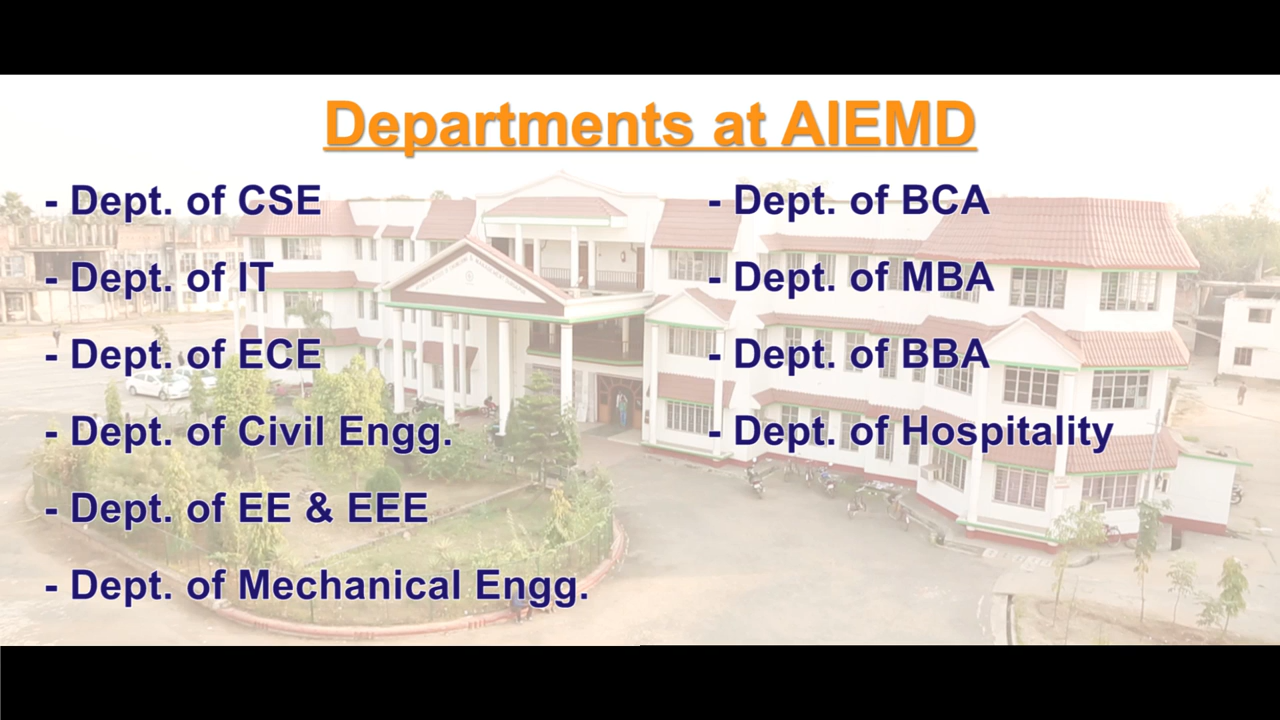 Departments at AIEMD
- Dept. of CSE
- Dept. of IT
- Dept. of ECE
- Dept. of Civil Engg.
- Dept. of EE & EEE
- Dept. of Mechanical Engg.
- Dept. of BCA
- Dept. of MBA
- Dept. of BBA
- Dept. of Hospitality